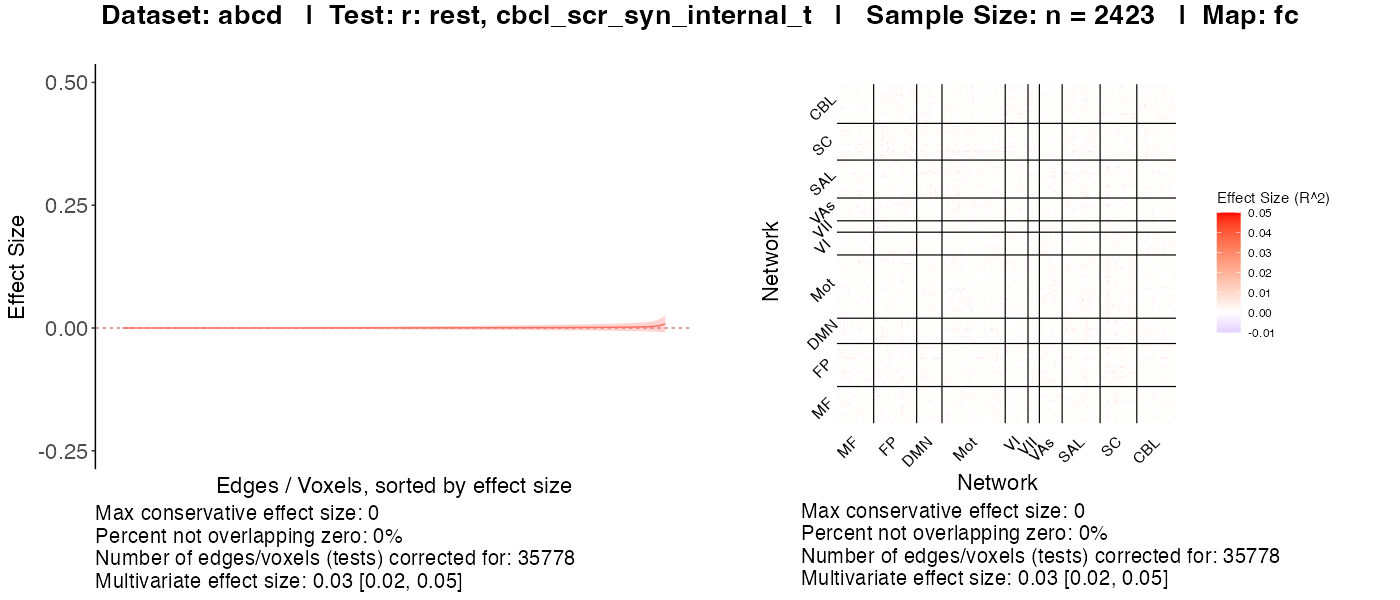 Dataset: abcd | Test: r: rest, cbcl_scr_syn_internal_t | Sample Size: n = 2423 | Map: fc
0.50
0.25
0.00
-0.25
Effect Size
Edges / Voxels, sorted by effect size
Max conservative effect size: 0
Percent not overlapping zero: 0%
Number of edges/voxels (tests) corrected for: 35778
Multivariate effect size: 0.03 [0.02, 0.05]
Network
CBL
SC
SAL
VAs
VII
VI
Mot
DMN
FP
MF
MF FP DMN Mot VI VII VAs SAL SC CBL
Network
Effect Size (R^2)
0.05
0.04
0.03
0.02
0.01
0.00
-0.01
Max conservative effect size: 0
Percent not overlapping zero: 0%
Number of edges/voxels (tests) corrected for: 35778
Multivariate effect size: 0.03 [0.02, 0.05]